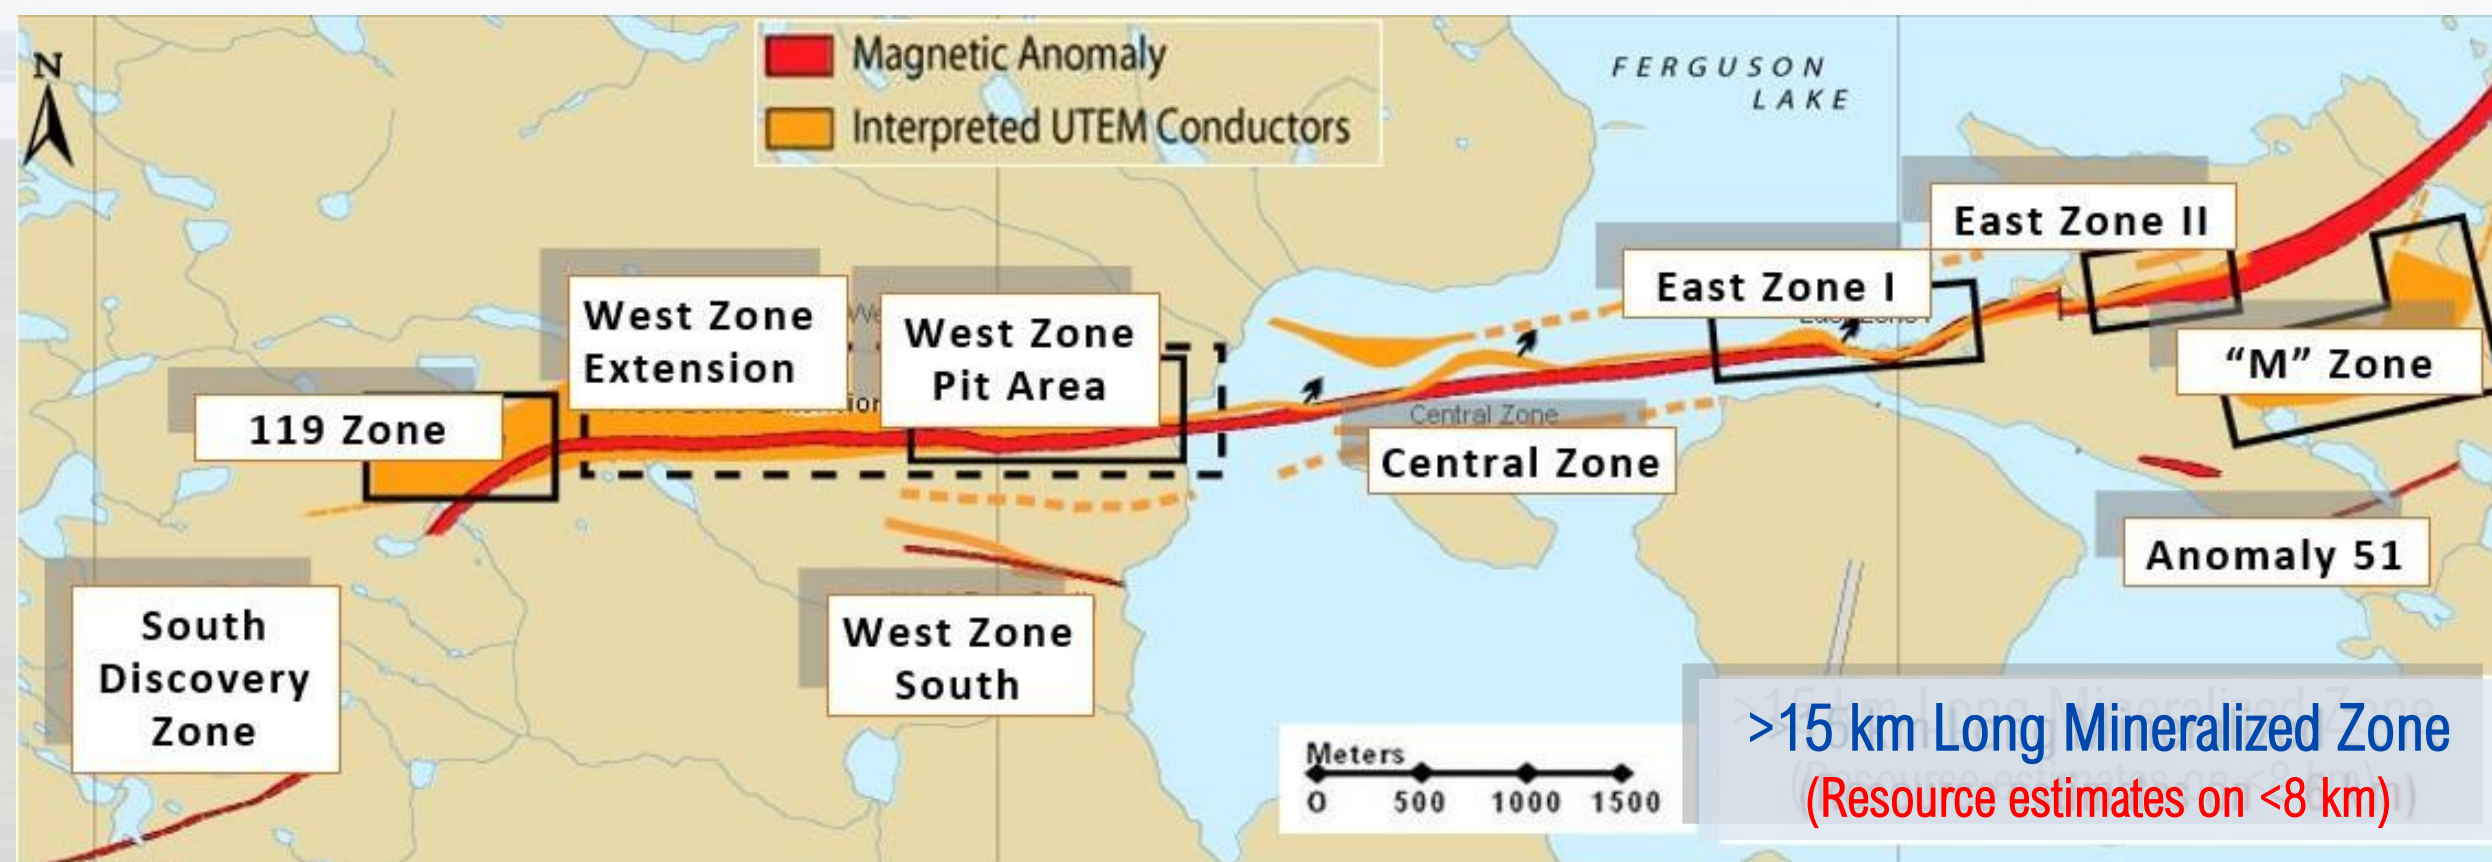 N
Magnetic Anomaly
Interpreted UTEM Conductors
FERGUSON
LAKE
East Zone II
East Zone I
West Zone
Extension
West Zone
Pit Area
"M" Zone
119 Zone
Central Zone
Central Zone
Anomaly 51
South
Discovery
Zone
West Zone
South
Meters
0 500 1000 1500
>15 km Long Mineralized Zone
(Resource estimates on <8 km)